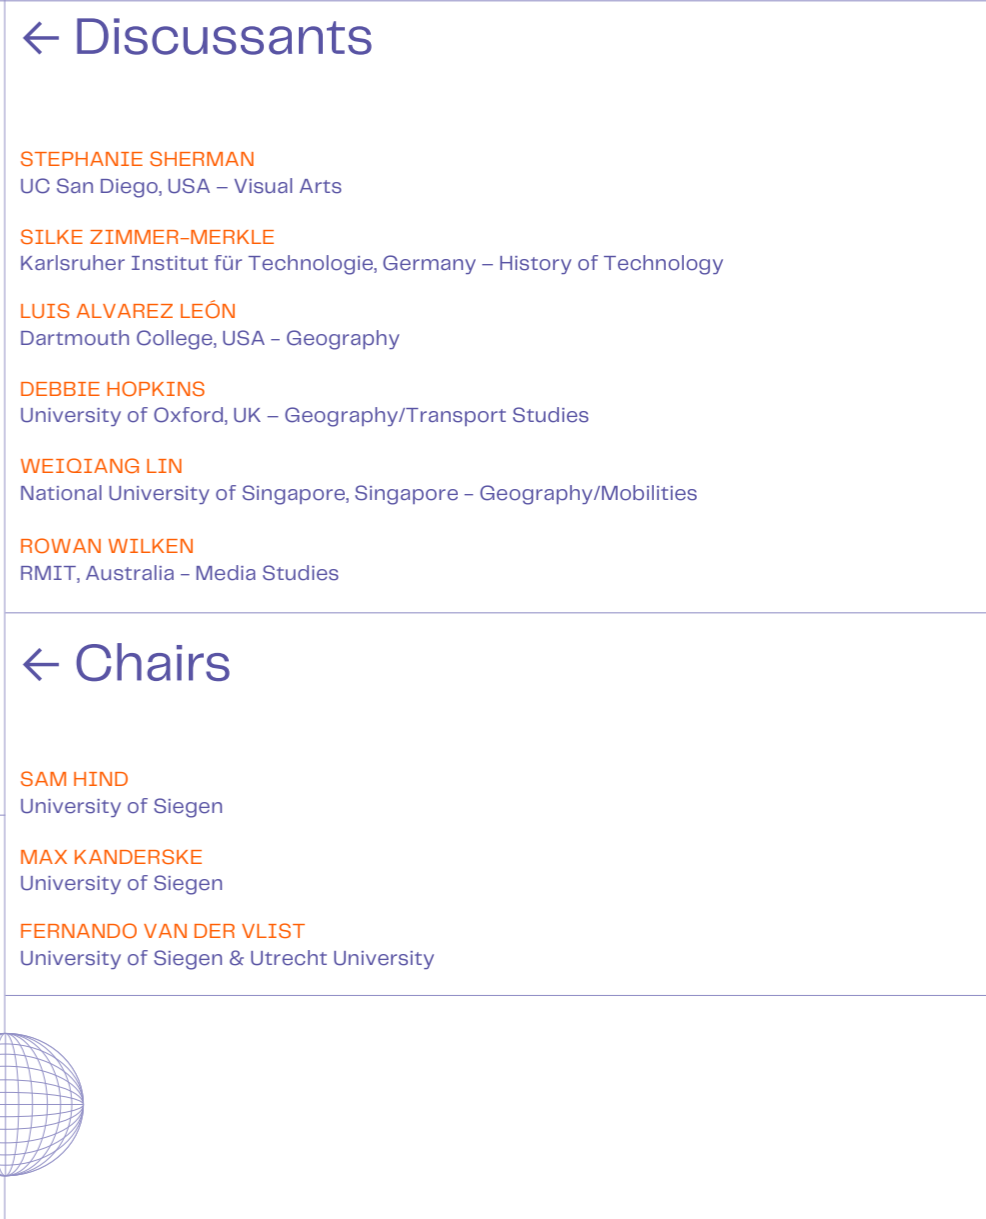 ← Discussants
STEPHANIE SHERMAN
UC San Diego, USA – Visual Arts
SILKE ZIMMER-MERKLE
Karlsruher Institut für Technologie, Germany – History of Technology
LUIS ALVAREZ LEÓN
Dartmouth College, USA - Geography
DEBBIE HOPKINS
University of Oxford, UK – Geography/Transport Studies
WEIQIANG LIN
National University of Singapore, Singapore - Geography/Mobilities
ROWAN WILKEN
RMIT, Australia - Media Studies
← Chairs
SAM HIND
University of Siegen
MAX KANDERSKE
University of Siegen
FERNANDO VAN DER VLIST
University of Siegen & Utrecht University